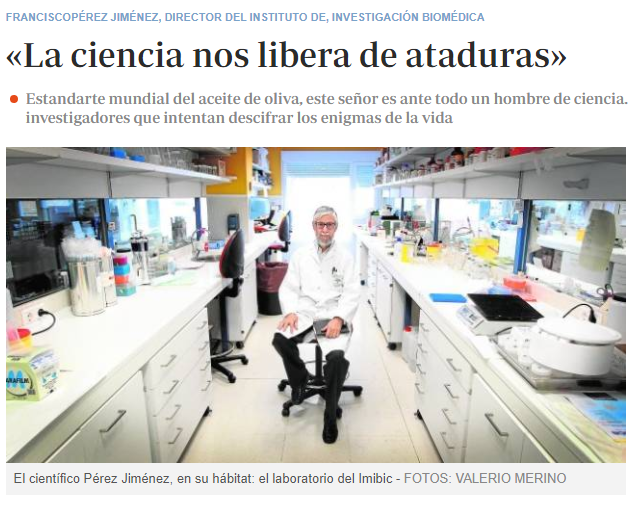 FRANCISCOPÉREZ JIMÉNEZ, DIRECTOR DEL INSTITUTO DE, INVESTIGACIÓN BIOMÉDICA
«La ciencia nos libera de ataduras»
Estandarte mundial del aceite de oliva, este señor es ante todo un hombre de ciencia.
investigadores que intentan descifrar los enigmas de la vida
AFILM
El científico Pérez Jiménez, en su hábitat: el laboratorio del Imibic - FOTOS: VALERIO MERINO